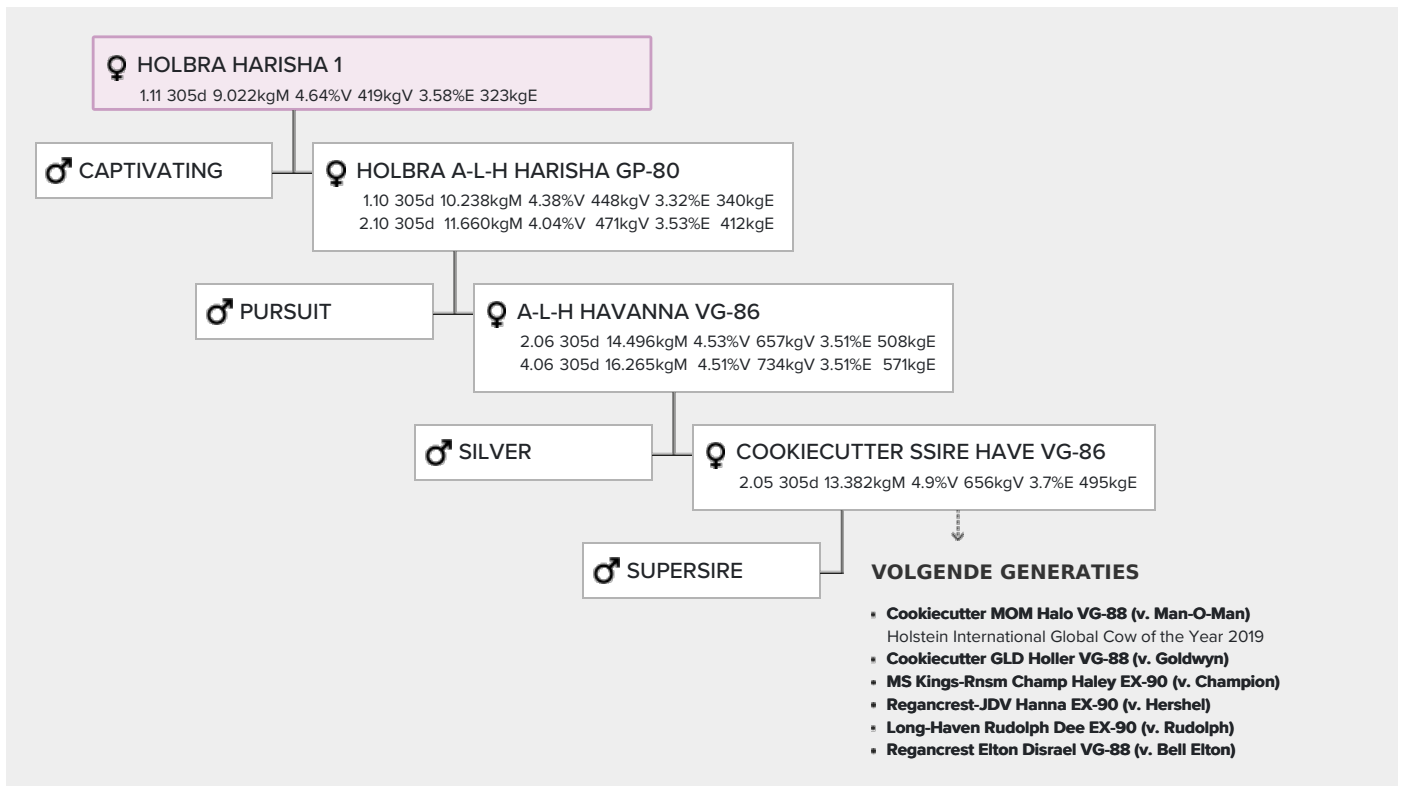 HOLBRA HARISHA 1
1.11 305d 9.022kgM 4.64%V 419kgV 3.58%E 323kgE
CAPTIVATING
HOLBRA A-L-H HARISHA GP-80
1.10 305d 10.238kgM 4.38%V 448kgV 3.32%E 340kgE
2.10 305d 11.660kgM 4.04%V 471kgV 3.53%E 412kgE
PURSUIT
A-L-H HAVANNA VG-86
2.06 305d 14.496kgM 4.53%V 657kgV 3.51%E 508kgE
4.06 305d 16.265kgM 4.51%V 734kgV 3.51%E 571kgE
SILVER
COOKIECUTTER SSIRE HAVE VG-86
2.05 305d 13.382kgM 4.9%V 656kgV 3.7%E 495kgE
SUPERSIRE
VOLGENDE GENERATIES
Cookiecutter MOM Halo VG-88 (v. Man-O-Man)
Holstein International Global Cow of the Year 2019
Cookiecutter GLD Holler VG-88 (v. Goldwyn)
MS Kings-Rnsm Champ Haley EX-90 (v. Champion)
Regancrest-JDV Hanna EX-90 (v. Hershel)
Long-Haven Rudolph Dee EX-90 (v. Rudolph)
Regancrest Elton Disrael VG-88 (v. Bell Elton)